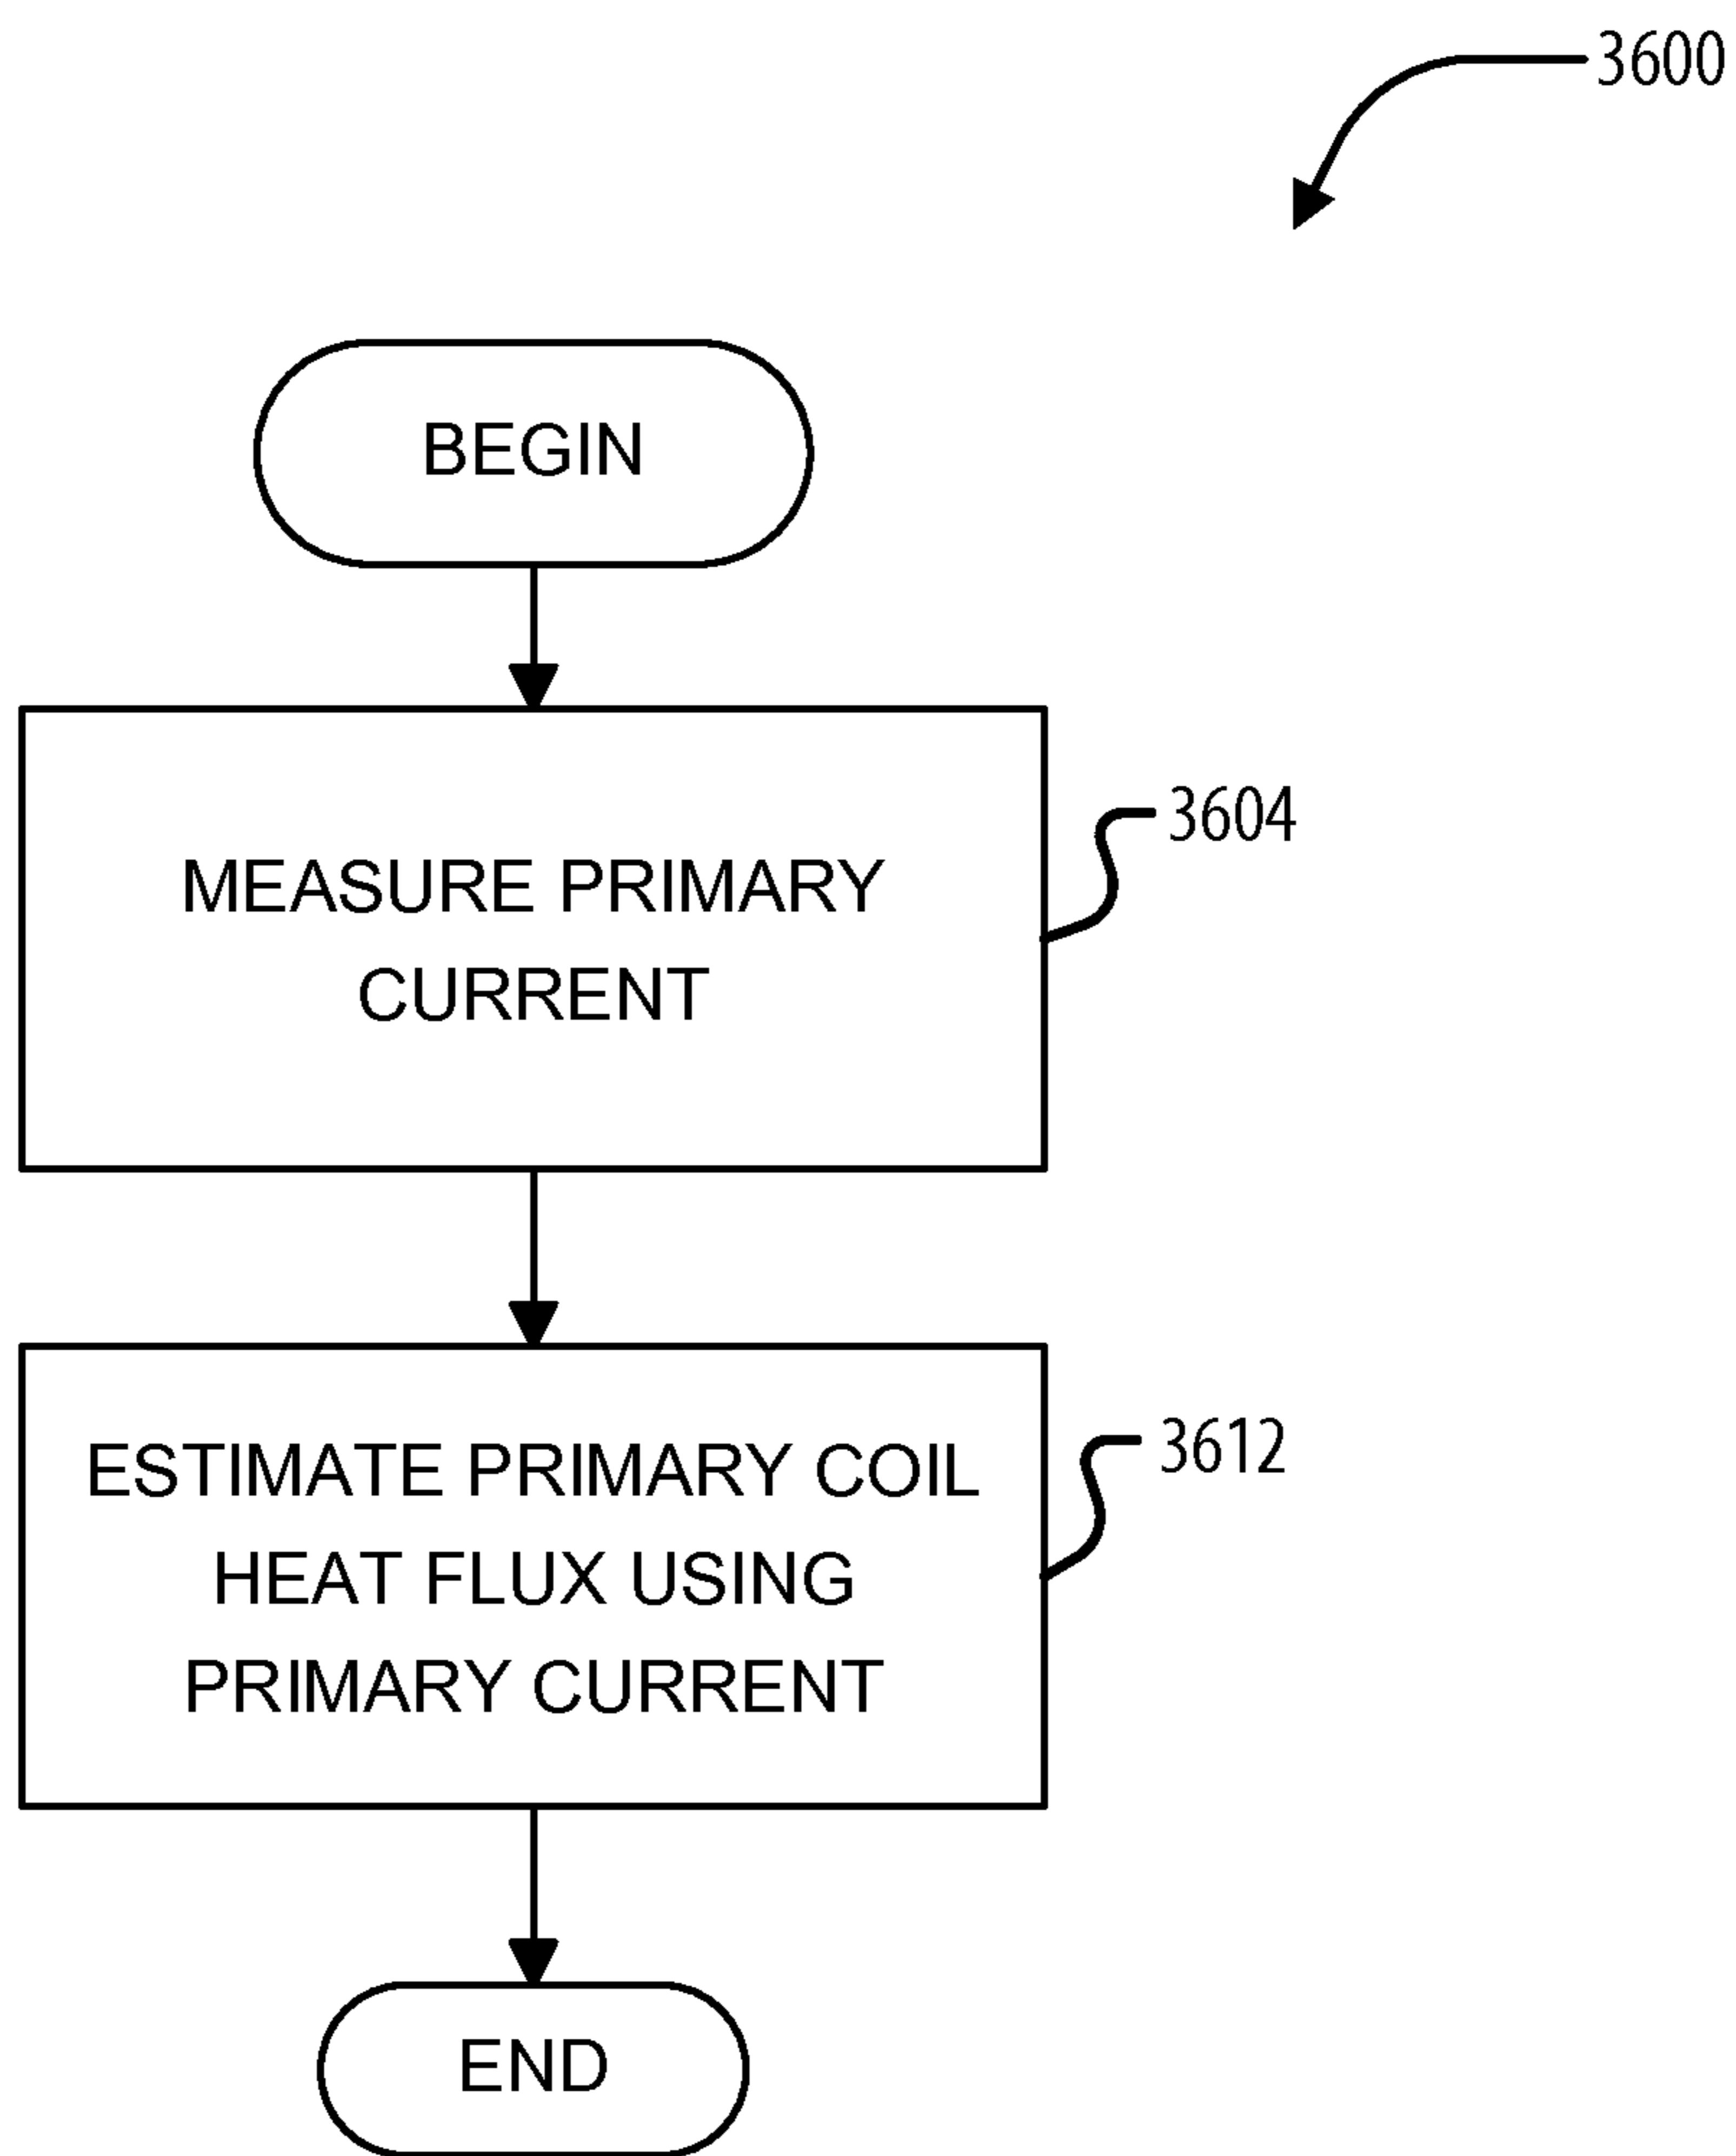 3600
BEGIN
MEASURE PRIMARY
CURRENT
3604
ESTIMATE PRIMARY COIL
HEAT FLUX USING
PRIMARY CURRENT
3612
END